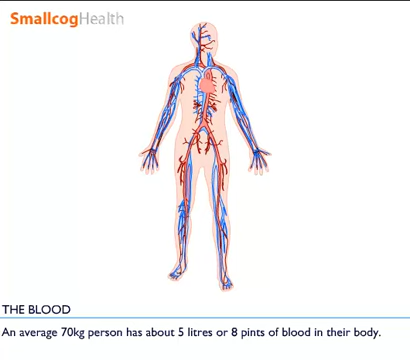 SmallcogHealth
THE BLOOD
An average 70kg person has about 5 litres or 8 pints of blood in their body.